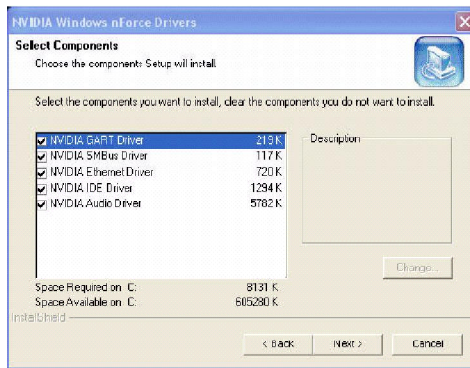 NVIDIA Windows nForce Drivers
Select Components
Choose the components Setup will install.
Select the components you want to install, clear the components you do not want to install.
NVIDIA GART Driver 219 K
NVIDIA SMBus Driver 117 K
NVIDIA Ethernet Driver 720 K
NVIDIA IDE Driver 1294 K
NVIDIA Audio Driver 5782 K
Description
Change...
Space Required on C: 8131 K
Space Available on C: 605280 K
InstallShield
< Back Next > Cancel